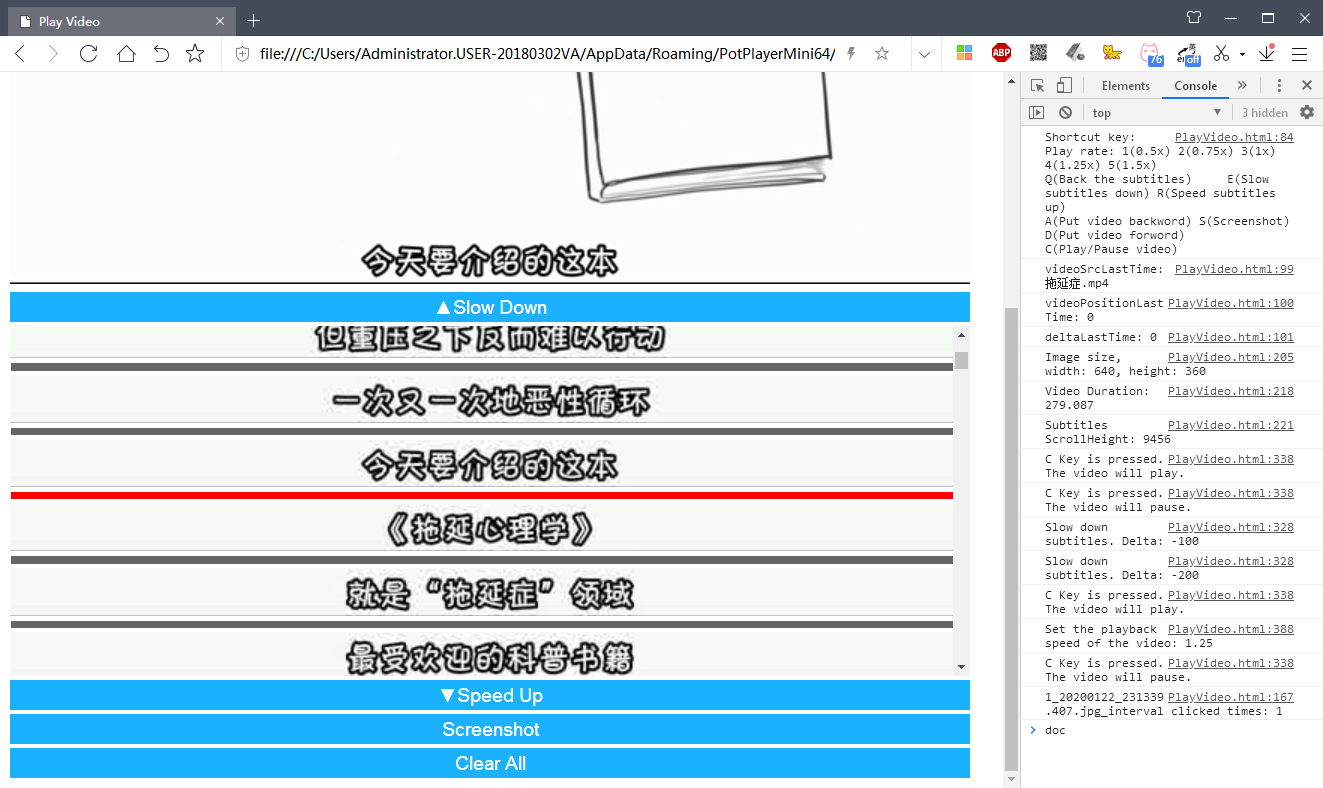 Play Video
file:///C:/Users/Administrator.USER-20180302VA/AppData/Roaming/PotPlayerMini64/
ABP
76
英
off
Elements
Console
top
3 hidden
今天要介绍的这本
▲Slow Down
但重压之下反而难以行动
一次又一次地恶性循环
今天要介绍的这本
《拖延心理学》
就是“拖延症”领域
最受欢迎的科普书籍
▼Speed Up
Screenshot
Clear All
Shortcut key: PlayVideo.html:84
Play rate: 1(0.5x) 2(0.75x) 3(1x)
4(1.25x) 5(1.5x)
Q(Back the subtitles) E(Slow
subtitles down) R(Speed subtitles
up)
A(Put video backword) S(Screenshot)
D(Put video forword)
C(Play/Pause video)
videoSrcLastTime: PlayVideo.html:99
拖延症.mp4
videoPositionLast PlayVideo.html:100
Time: 0
deltaLastTime: 0 PlayVideo.html:101
Image size, PlayVideo.html:205
width: 640, height: 360
Video Duration: PlayVideo.html:218
279.087
Subtitles PlayVideo.html:221
ScrollHeight: 9456
C Key is pressed. PlayVideo.html:338
The video will play.
C Key is pressed. PlayVideo.html:338
The video will pause.
Slow down PlayVideo.html:328
subtitles. Delta: -100
Slow down PlayVideo.html:328
subtitles. Delta: -200
C Key is pressed. PlayVideo.html:338
The video will play.
Set the playback PlayVideo.html:388
speed of the video: 1.25
C Key is pressed. PlayVideo.html:338
The video will pause.
1_20200122_231339 PlayVideo.html:167
.407.jpg_interval clicked times: 1
doc